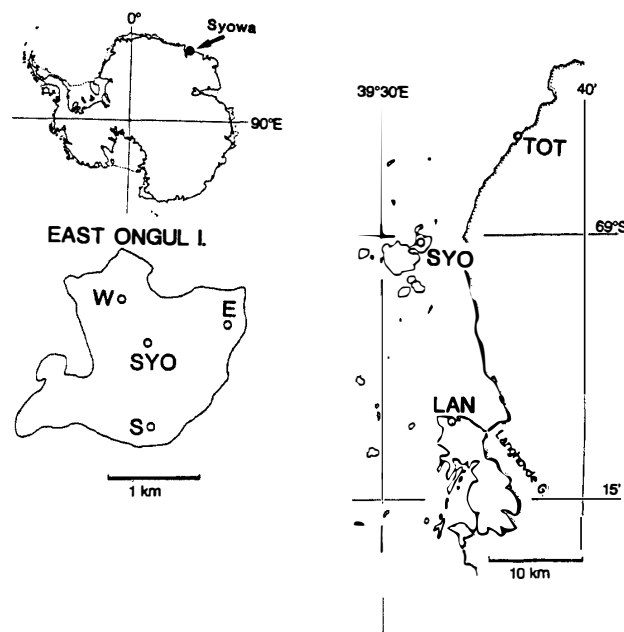 0°
Syowa
90°E
EAST ONGUL I.
W
E
SYO
S
1 km
39°30'E
40'
TOT
69°S
SYO
LAN
Langhovde G.
15'
10 km